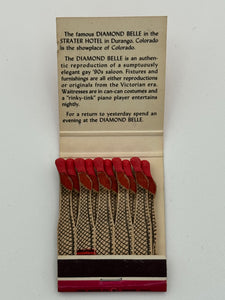 The famous DIAMOND BELLE in the
STRATER HOTEL in Durango, Colorado
is the showplace of Colorado.
The DIAMOND BELLE is an authen-
tic reproduction of a sumptuously
elegant gay '90s saloon. Fixtures and
furnishings are all either reproductions
or originals from the Victorian era.
Waitresses are in can-can costumes and
a "rinky-tink" piano player entertains
nightly.
For a return to yesterday spend an
evening at the DIAMOND BELLE.